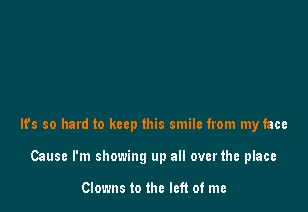 It's so hard to keep this smile from my face
Cause I'm showing up all over the place
Clowns to the left of me